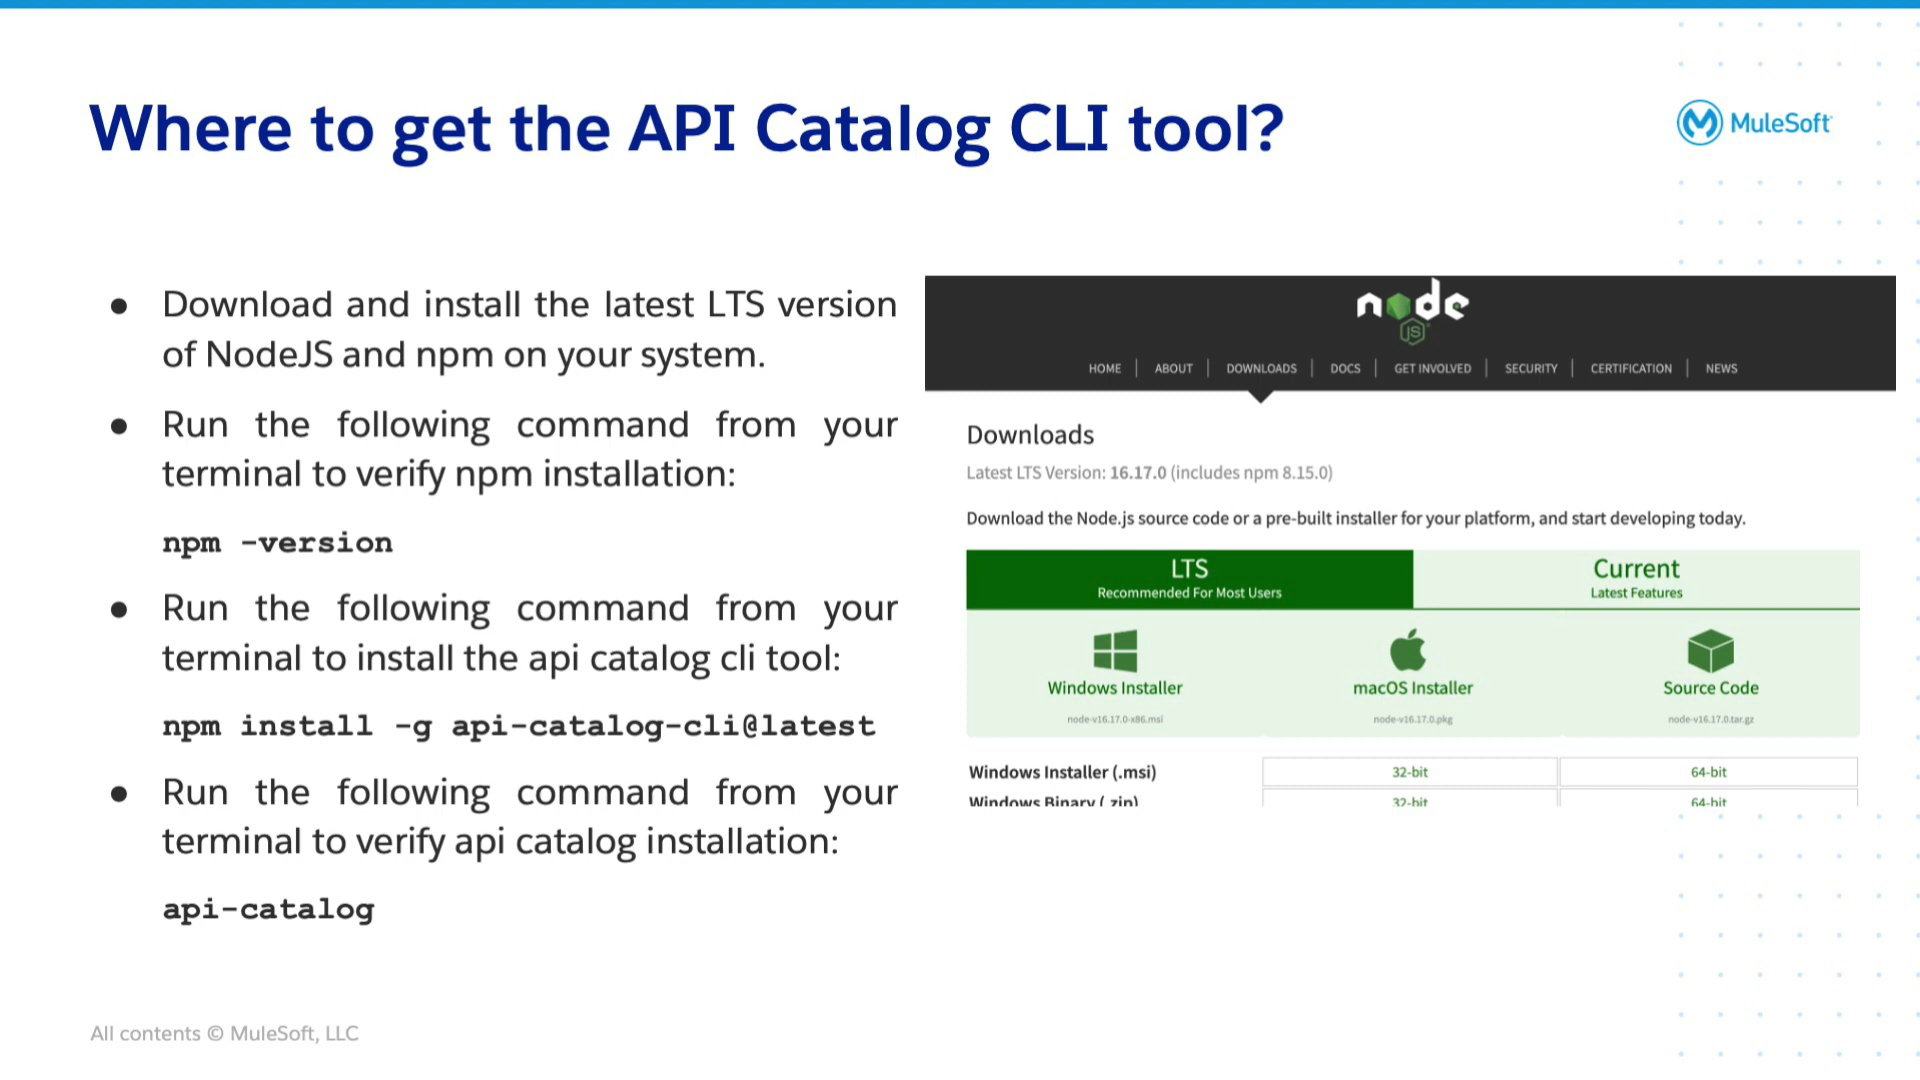 Where to get the API Catalog CLI tool?
MuleSoft
● Download and install the latest LTS version
of NodeJS and npm on your system.
● Run the following command from your
terminal to verify npm installation:
npm –version
● Run the following command from your
terminal to install the api catalog cli tool:
npm install -g api-catalog-cli@latest
● Run the following command from your
terminal to verify api catalog installation:
api-catalog
node
JS
HOME | ABOUT | DOWNLOADS | DOCS | GET INVOLVED | SECURITY | CERTIFICATION | NEWS
Downloads
Latest LTS Version: 16.17.0 (includes npm 8.15.0)
Download the Node.js source code or a pre-built installer for your platform, and start developing today.
LTS Current
Recommended For Most Users Latest Features
Windows Installer macOS Installer Source Code
node-v16.17.0-x86.msi node-v16.17.0.pkg node-v16.17.0.tar.gz
Windows Installer (.msi) 32-bit 64-bit
Windows Binary (.zip) 32-bit 64-bit
All contents © MuleSoft, LLC